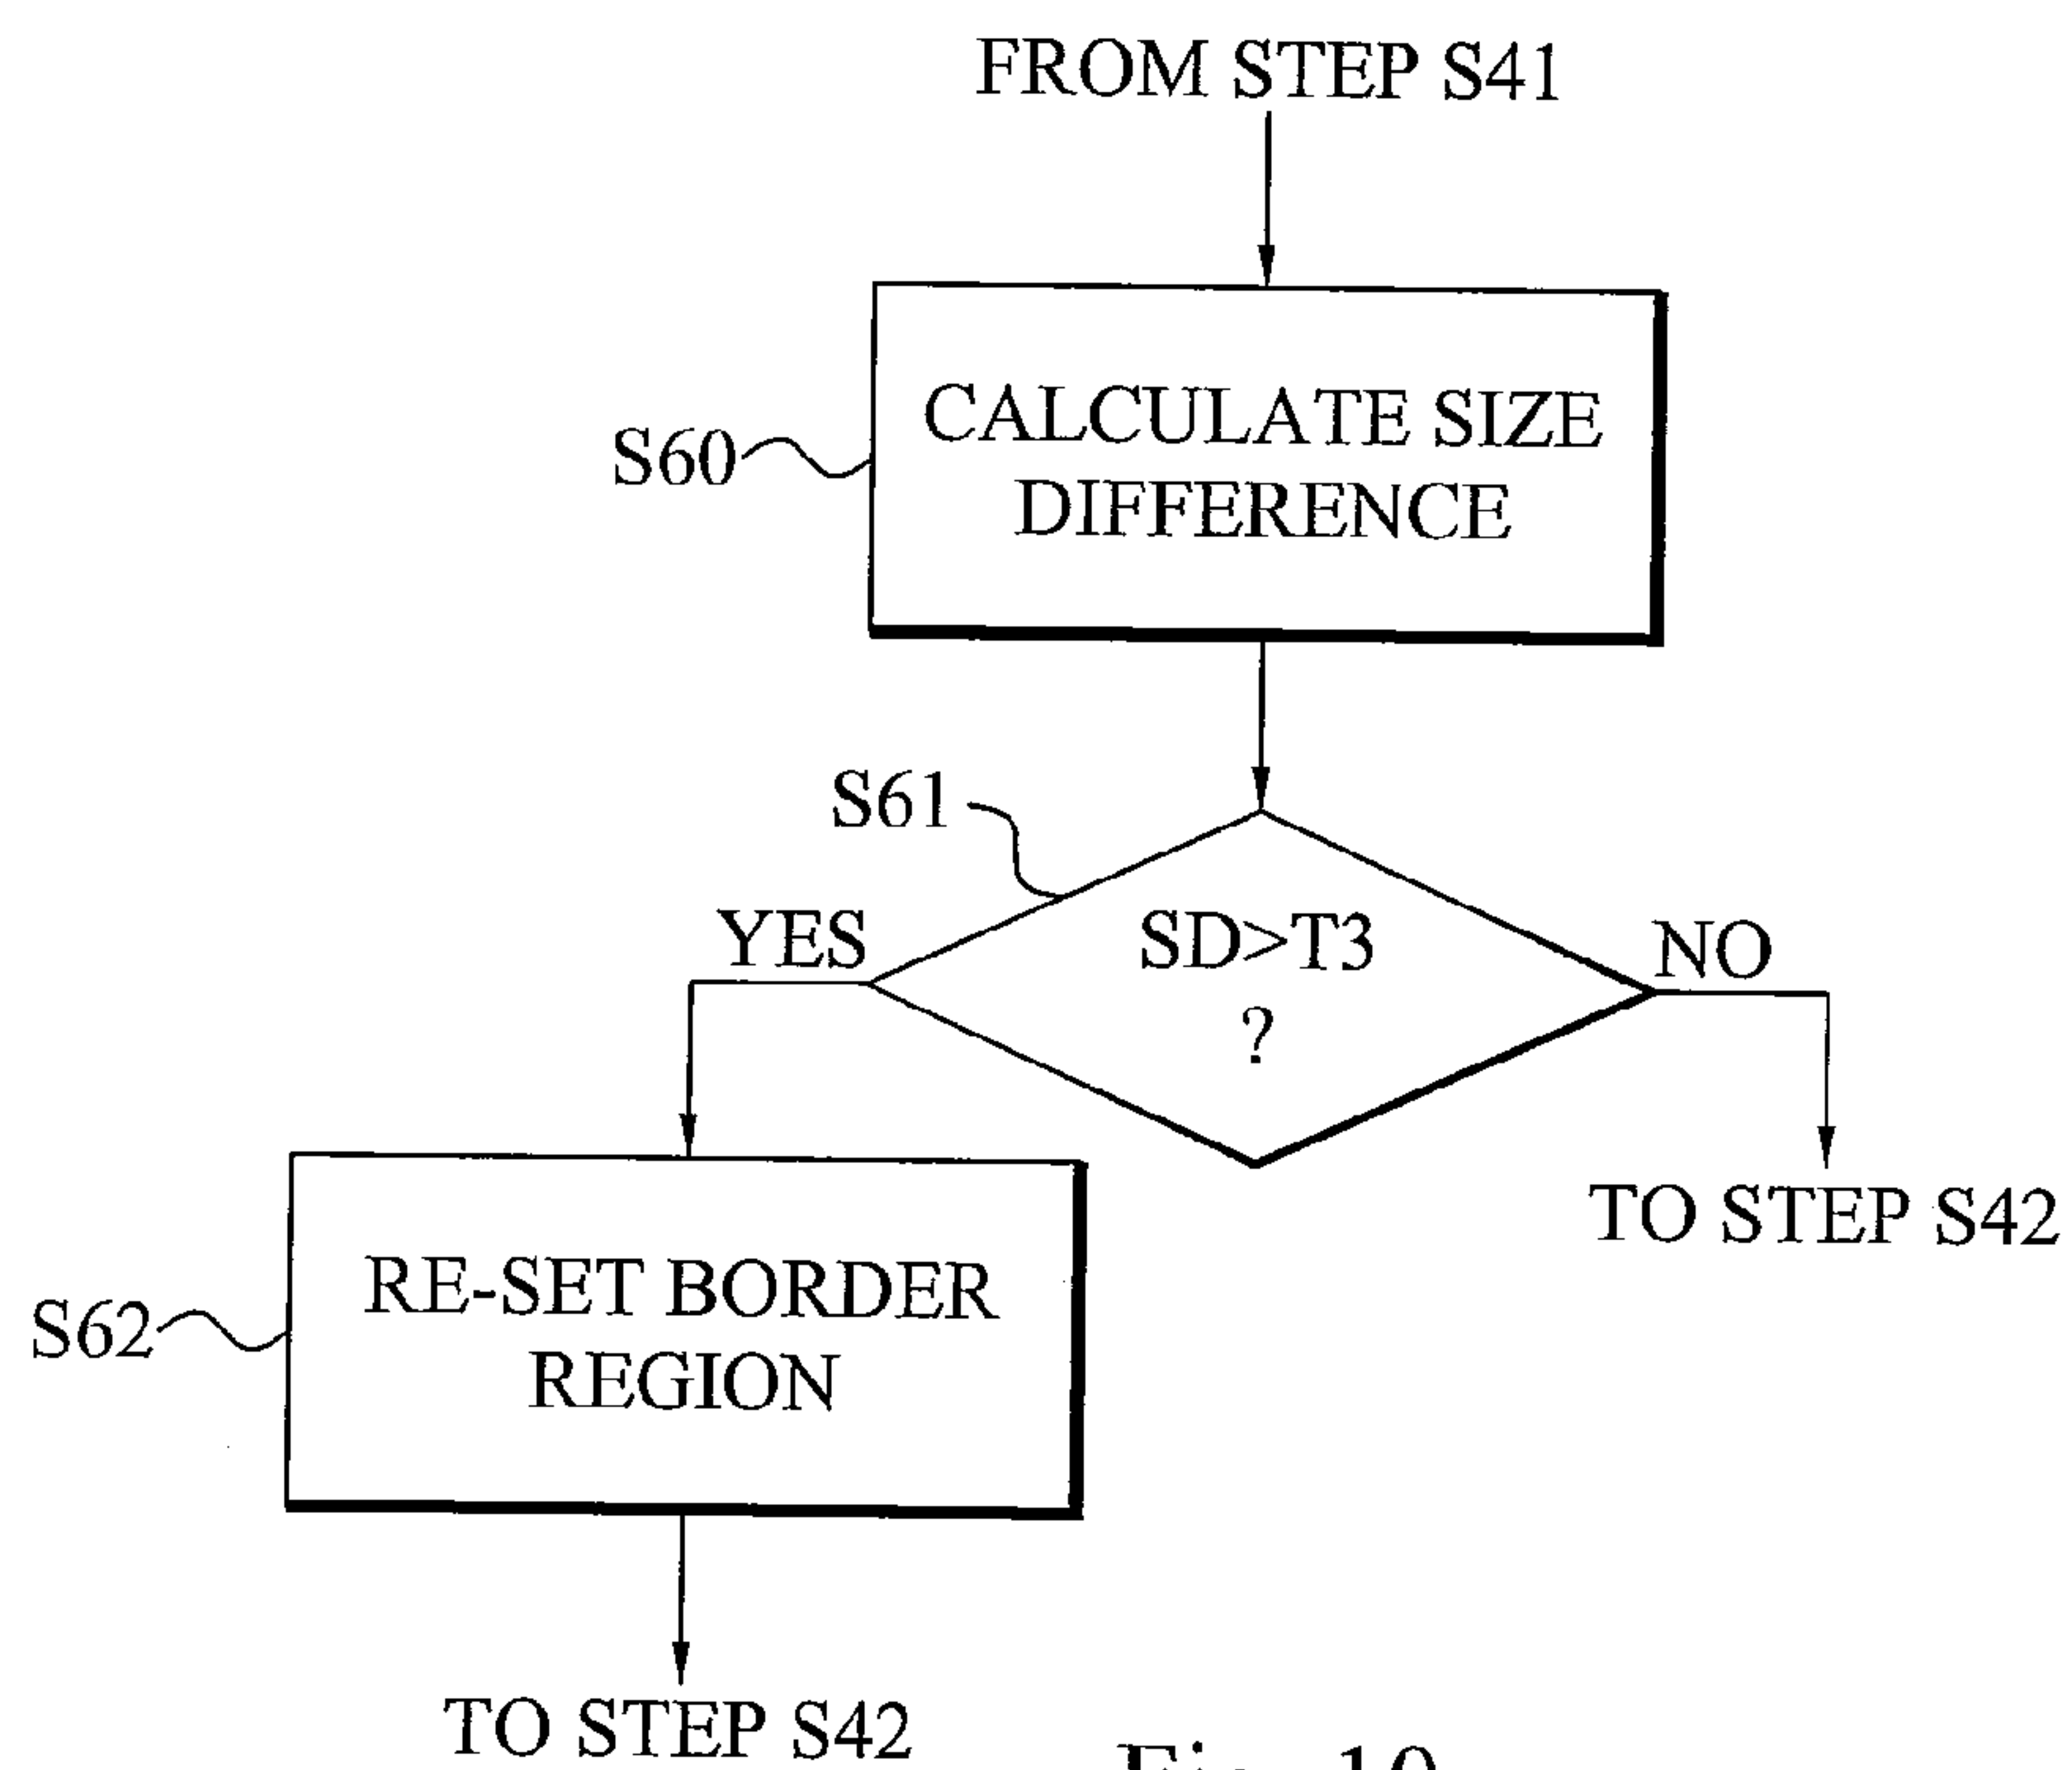 FROM STEP S41
CALCULATE SIZE
DIFFERENCE
S60
S61
YES
SD>T3
?
NO
TO STEP S42
RE-SET BORDER
REGION
S62
TO STEP S42